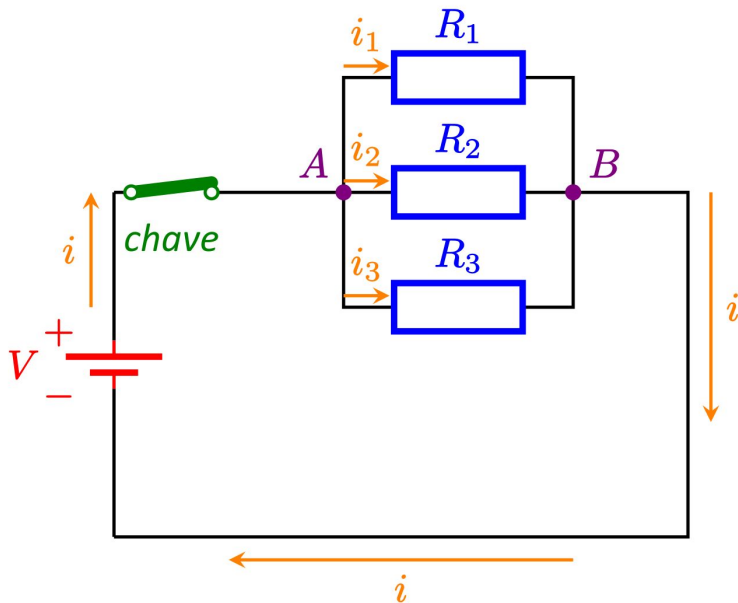 i₁
R₁
A
i₂
R₂
B
chave
i
i₃
R₃
i
+
V
−
i